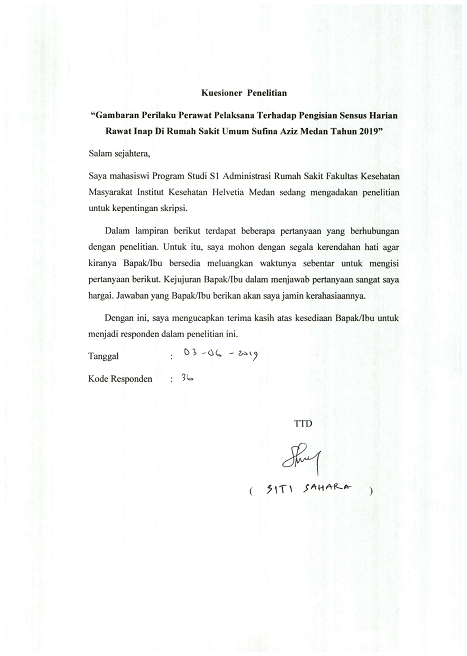 Kuesioner Penelitian
“Gambaran Perilaku Perawat Pelaksana Terhadap Pengisian Sensus Harian
Rawat Inap Di Rumah Sakit Umum Sufina Aziz Medan Tahun 2019”
Salam sejahtera,
Saya mahasiswi Program Studi S1 Administrasi Rumah Sakit Fakultas Kesehatan
Masyarakat Institut Kesehatan Helvetia Medan sedang mengadakan penelitian
untuk kepentingan skripsi.
Dalam lampiran berikut terdapat beberapa pertanyaan yang berhubungan
dengan penelitian. Untuk itu, saya mohon dengan segala kerendahan hati agar
kiranya Bapak/Ibu bersedia meluangkan waktunya sebentar untuk mengisi
pertanyaan berikut. Kejujuran Bapak/Ibu dalam menjawab pertanyaan sangat saya
hargai. Jawaban yang Bapak/Ibu berikan akan saya jamin kerahasiaannya.
Dengan ini, saya mengucapkan terima kasih atas kesediaan Bapak/Ibu untuk
menjadi responden dalam penelitian ini.
Tanggal : 03-06-2019
Kode Responden : 36
TTD
( SITI SAHARA )